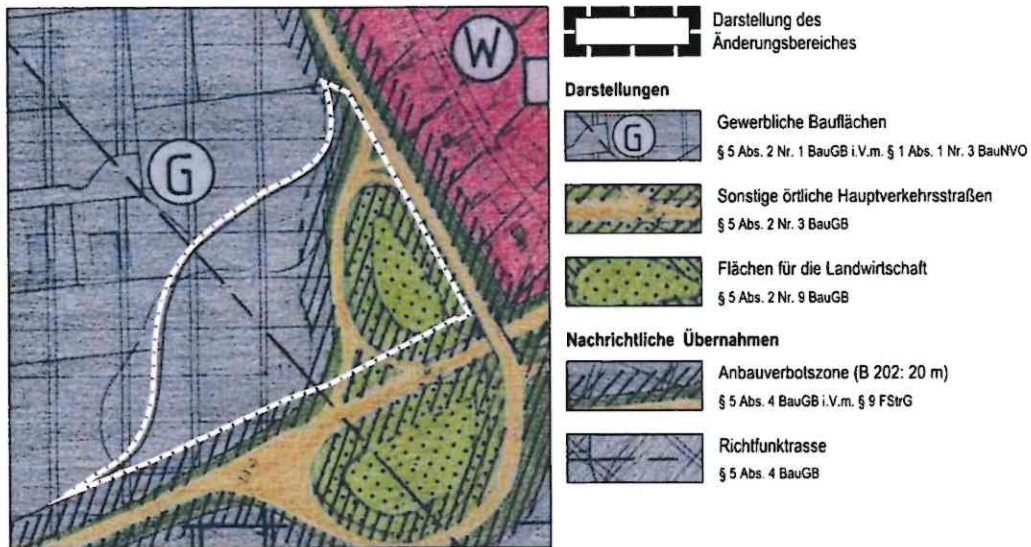 W
G
Darstellung des
Änderungsbereiches
Darstellungen
G
Gewerbliche Bauflächen
§ 5 Abs. 2 Nr. 1 BauGB i.V.m. § 1 Abs. 1 Nr. 3 BauNVO
Sonstige örtliche Hauptverkehrsstraßen
§ 5 Abs. 2 Nr. 3 BauGB
Flächen für die Landwirtschaft
§ 5 Abs. 2 Nr. 9 BauGB
Nachrichtliche Übernahmen
Anbauverbotszone (B 202: 20 m)
§ 5 Abs. 4 BauGB i.V.m. § 9 FStrG
Richtfunktrasse
§ 5 Abs. 4 BauGB